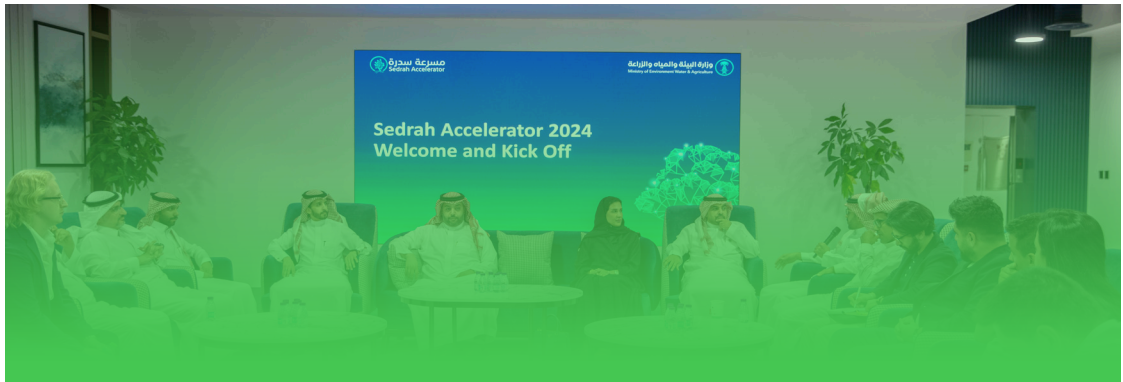 مسرعة سدرة
Sedrah Accelerator
وزارة البيئة والمياه والزراعة
Ministry of Environment Water & Agriculture
Sedrah Accelerator 2024
Welcome and Kick Off